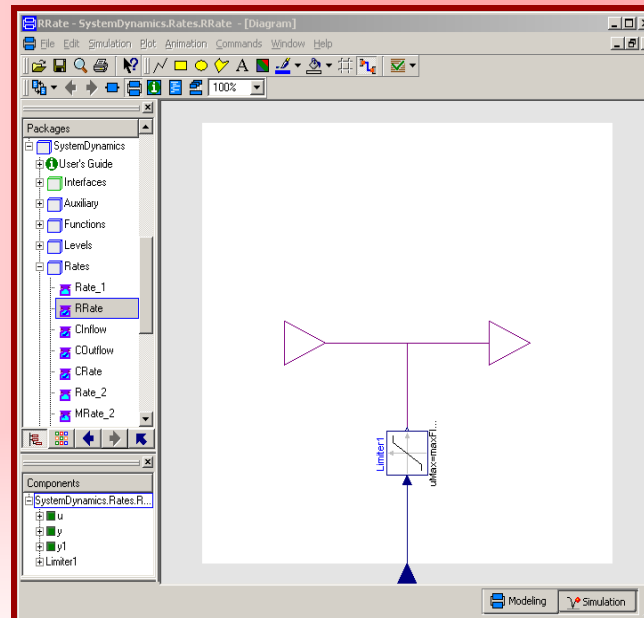 RRate - SystemDynamics.Rates.RRate - [Diagram]
File Edit Simulation Plot Animation Commands Window Help
A
100%
Packages
SystemDynamics
User's Guide
Interfaces
Auxiliary
Functions
Levels
Rates
Rate_1
RRate
CInflow
COutflow
CRate
Rate_2
MRate_2
Components
SystemDynamics.Rates.R...
u
y
y1
Limiter1
Limiter1
uMax=maxFl...
Modeling
Simulation